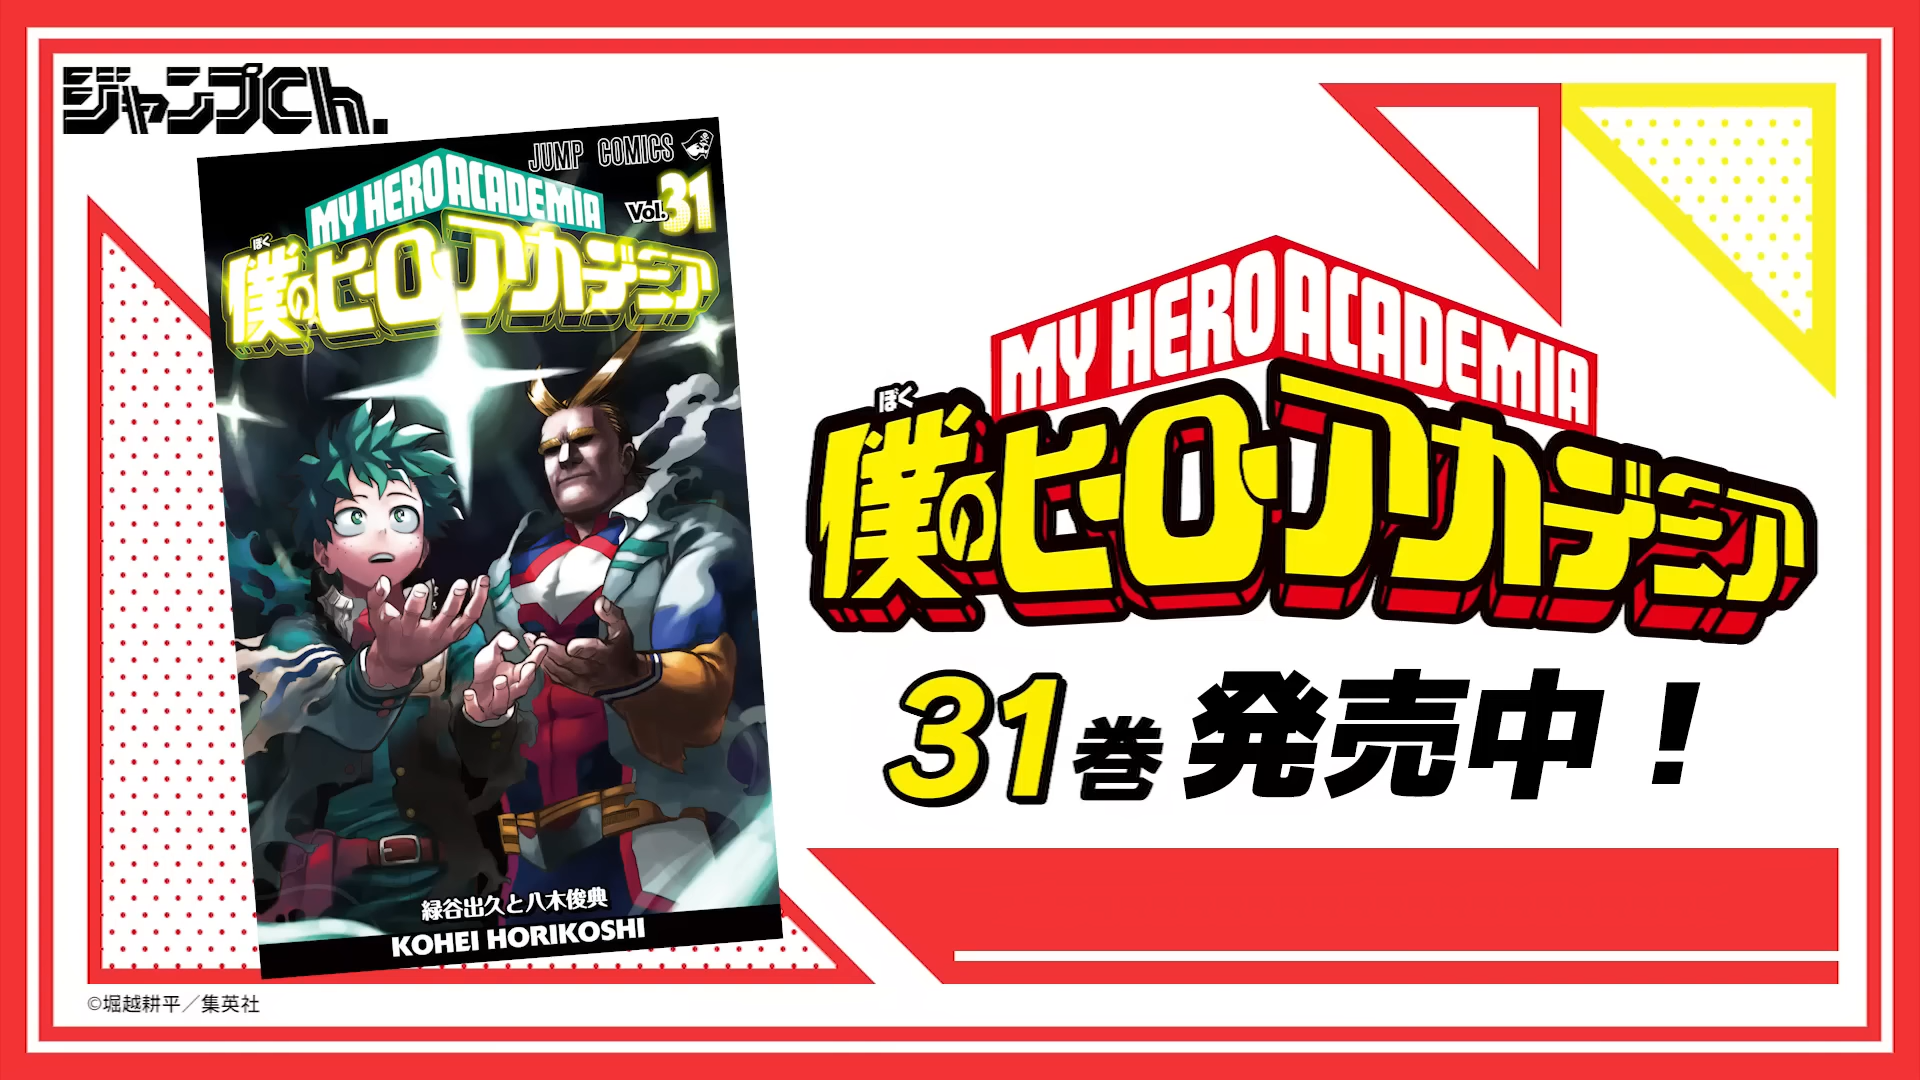 ジャンプCh.
JUMP COMICS
MY HERO ACADEMIA
Vol.31
ぼく
僕のヒーローアカデミア
緑谷出久と八木俊典
KOHEI HORIKOSHI
MY HERO ACADEMIA
ぼく
僕のヒーローアカデミア
31巻 発売中！
©堀越耕平／集英社